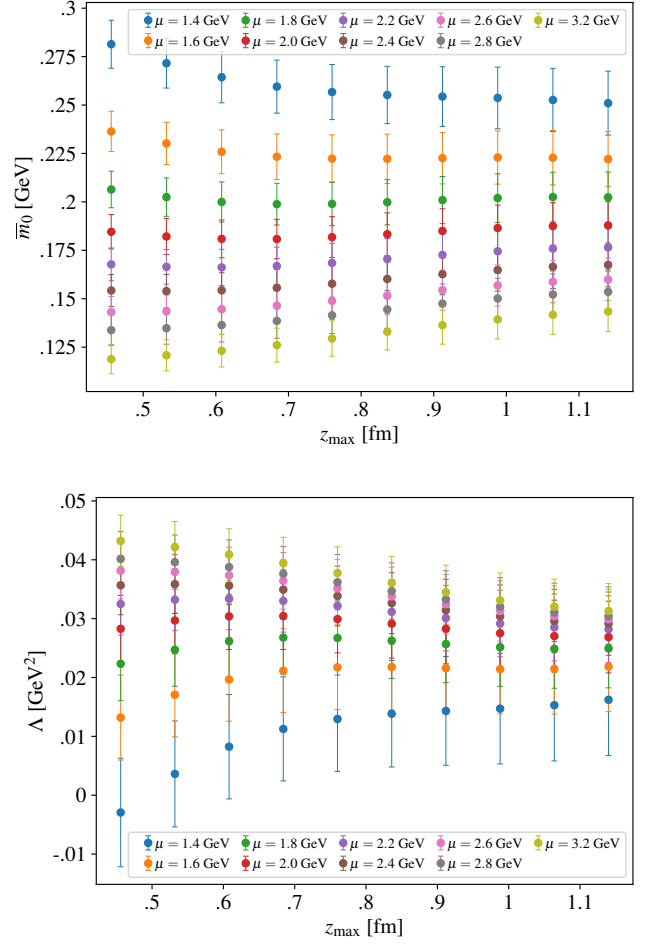 .3
μ = 1.4 GeV μ = 1.8 GeV μ = 2.2 GeV μ = 2.6 GeV μ = 3.2 GeV
μ = 1.6 GeV μ = 2.0 GeV μ = 2.4 GeV μ = 2.8 GeV
.275
.25
.225
.2
.175
.15
.125
m̅₀ [GeV]
.5 .6 .7 .8 .9 1 1.1
z_max [fm]
.05
.04
.03
.02
.01
0
-.01
Λ [GeV²]
μ = 1.4 GeV μ = 1.8 GeV μ = 2.2 GeV μ = 2.6 GeV μ = 3.2 GeV
μ = 1.6 GeV μ = 2.0 GeV μ = 2.4 GeV μ = 2.8 GeV
.5 .6 .7 .8 .9 1 1.1
z_max [fm]